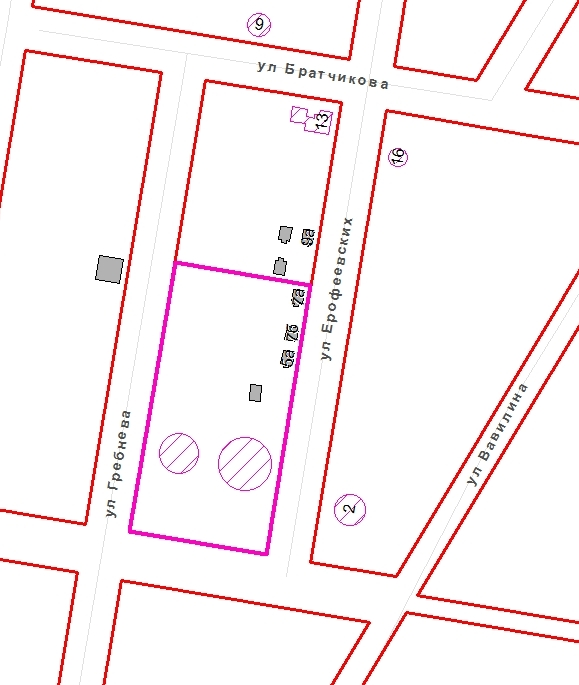 9
ул Братчикова
13
16
9а
ул Ерофеевских
7а
7б
5а
ул Вавилина
ул Гребнева
2